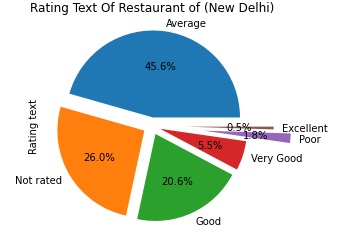 Rating Text Of Restaurant of (New Delhi)
Average
45.6%
Rating text
Not rated
26.0%
20.6%
Good
5.5%
Very Good
1.8%
Poor
0.5%
Excellent